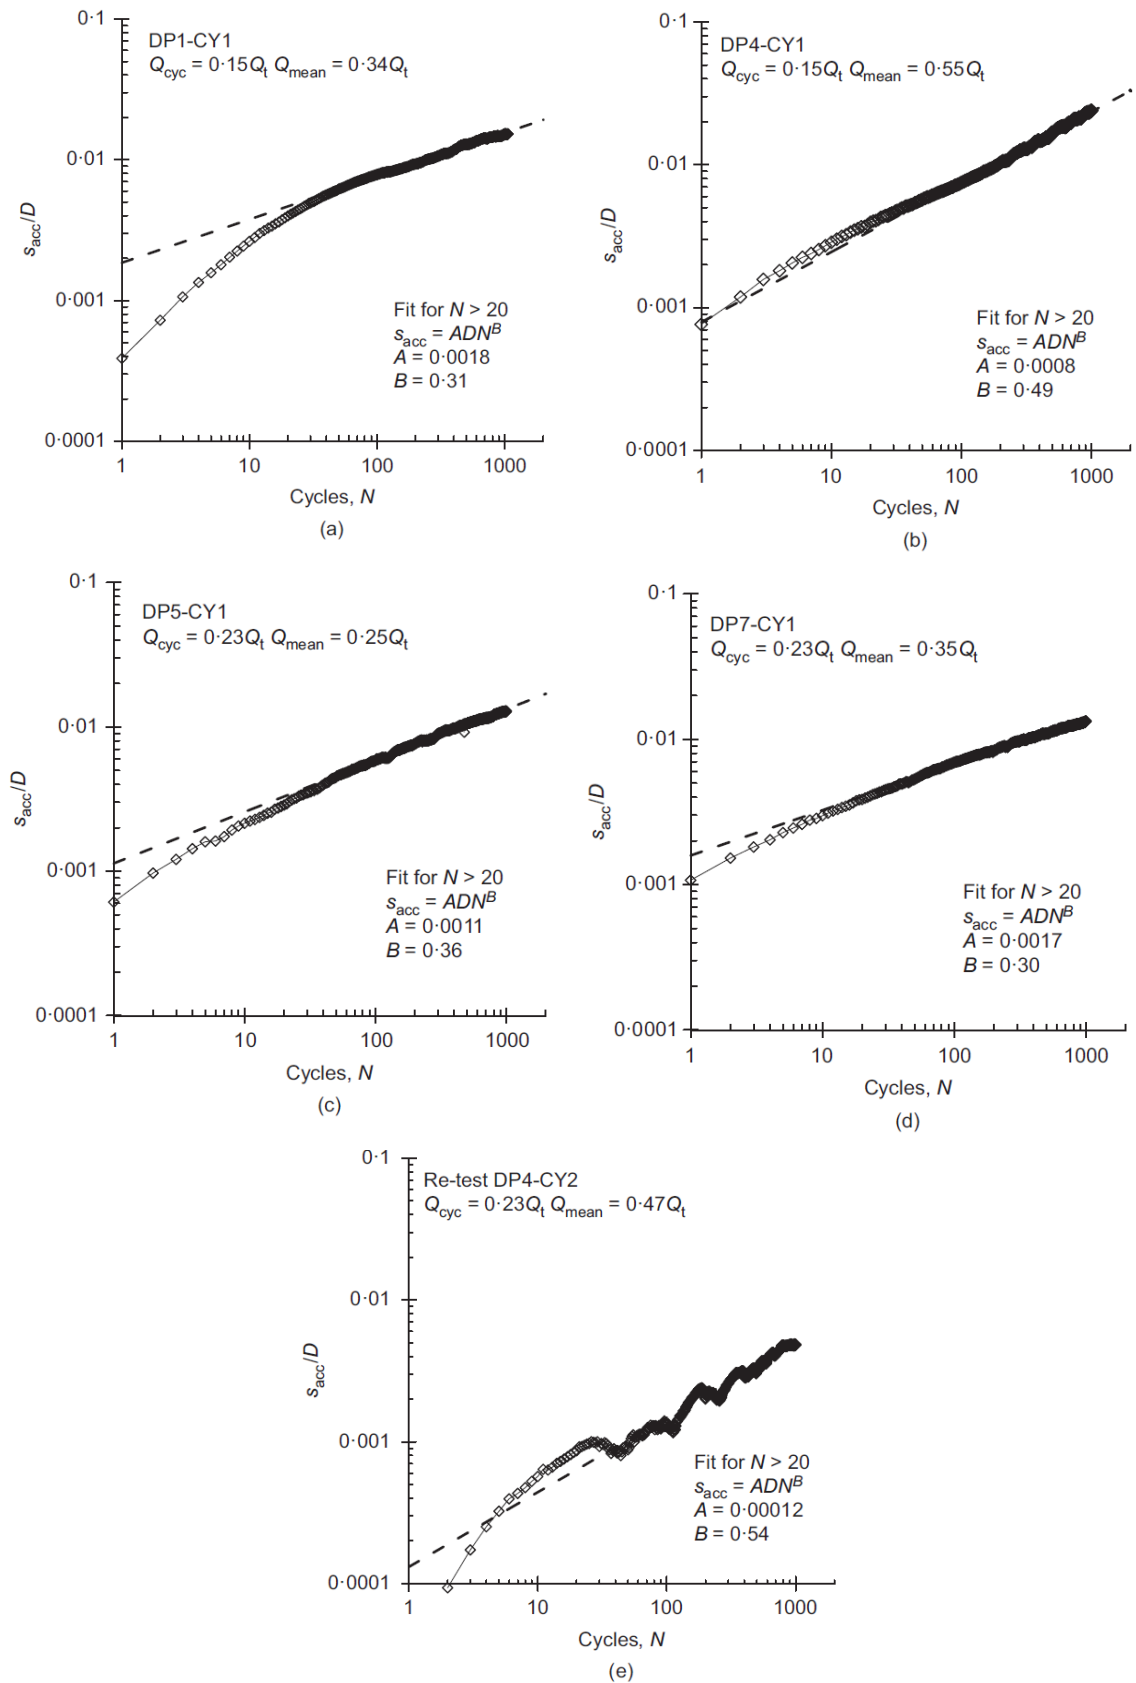 0·1
DP1-CY1
Qcyc = 0·15Qt Qmean = 0·34Qt
0·01
sacc/D
0·001
Fit for N > 20
sacc = ADN^B
A = 0·0018
B = 0·31
0·0001
1 10 100 1000
Cycles, N
(a)
0·1
DP4-CY1
Qcyc = 0·15Qt Qmean = 0·55Qt
0·01
sacc/D
0·001
Fit for N > 20
sacc = ADN^B
A = 0·0008
B = 0·49
0·0001
1 10 100 1000
Cycles, N
(b)
0·1
DP5-CY1
Qcyc = 0·23Qt Qmean = 0·25Qt
0·01
sacc/D
0·001
Fit for N > 20
sacc = ADN^B
A = 0·0011
B = 0·36
0·0001
1 10 100 1000
Cycles, N
(c)
0·1
DP7-CY1
Qcyc = 0·23Qt Qmean = 0·35Qt
0·01
sacc/D
0·001
Fit for N > 20
sacc = ADN^B
A = 0·0017
B = 0·30
0·0001
1 10 100 1000
Cycles, N
(d)
0·1
Re-test DP4-CY2
Qcyc = 0·23Qt Qmean = 0·47Qt
0·01
sacc/D
0·001
Fit for N > 20
sacc = ADN^B
A = 0·00012
B = 0·54
0·0001
1 10 100 1000
Cycles, N
(e)